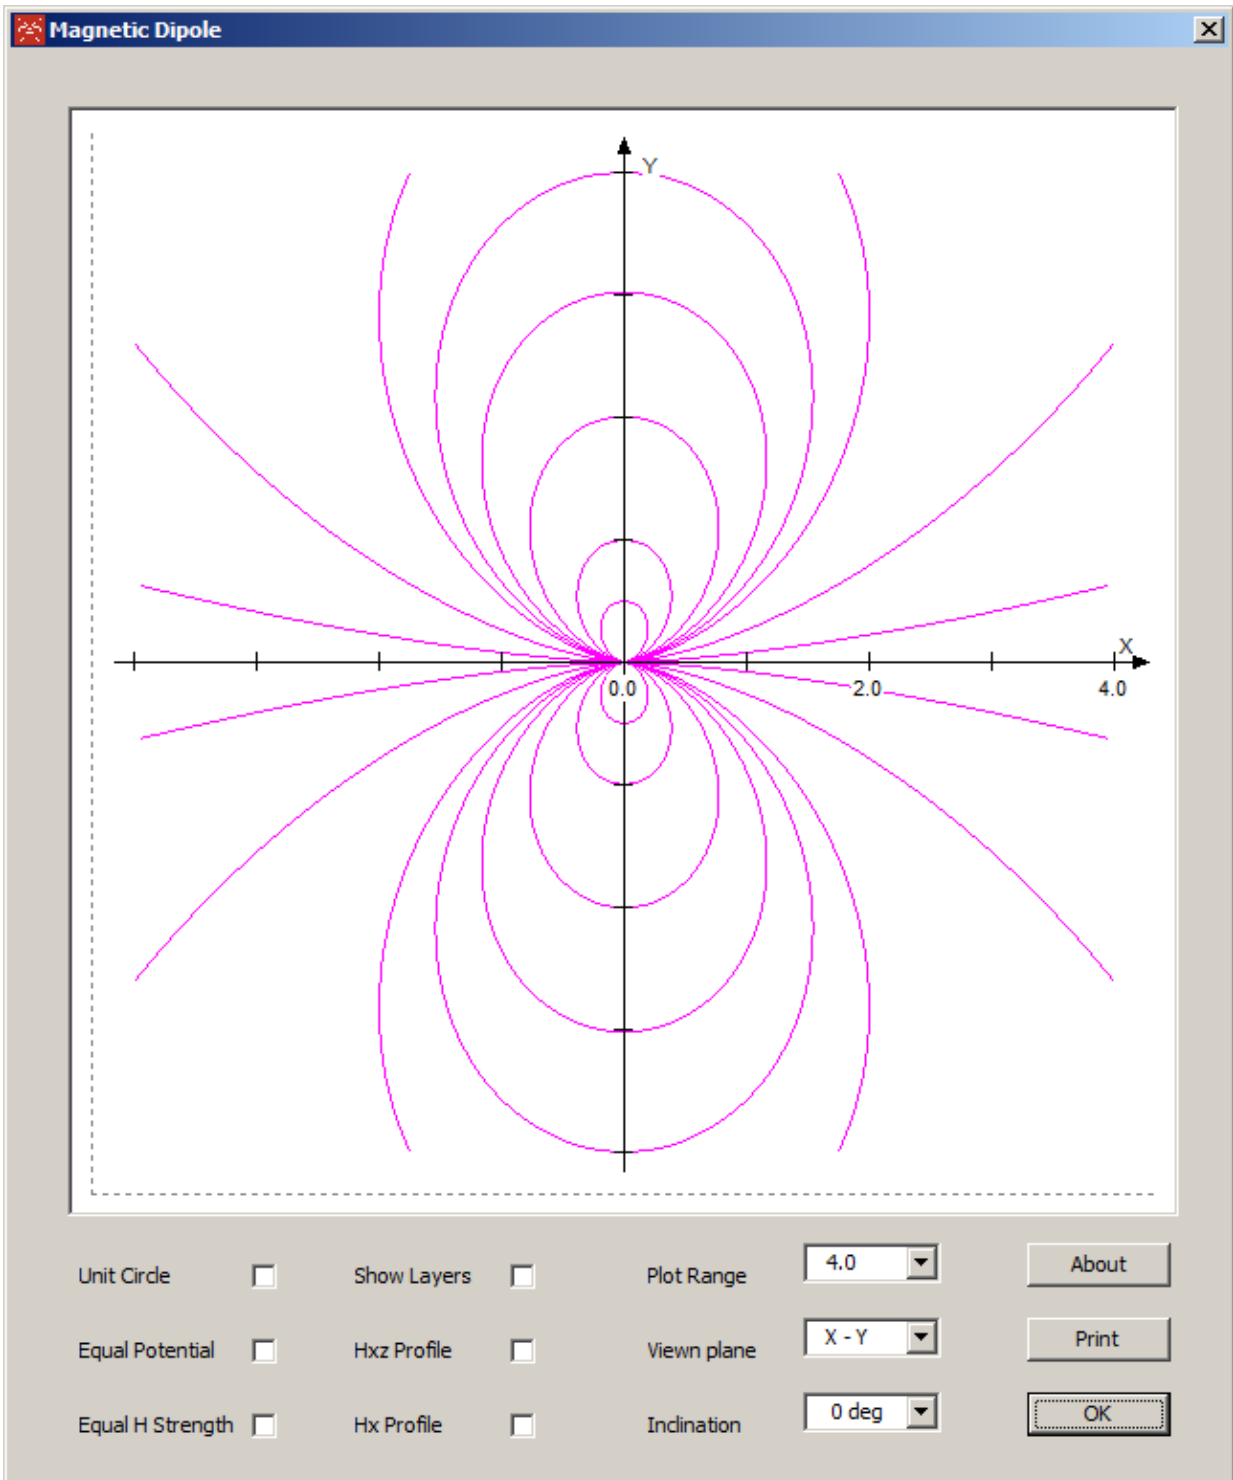 Magnetic Dipole
Y
X
0.0 2.0 4.0
Unit Circle Show Layers Plot Range 4.0 About
Equal Potential Hxz Profile Viewn plane X - Y Print
Equal H Strength Hx Profile Inclination 0 deg OK